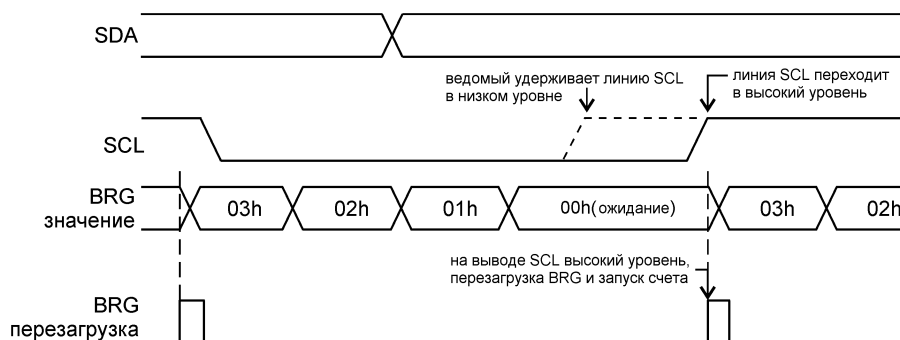 SDA
ведомый удерживает линию SCL
в низком уровне
линия SCL переходит
в высокий уровень
SCL
BRG
значение
03h
02h
01h
00h(ожидание)
03h
02h
на выводе SCL высокий уровень,
перезагрузка BRG и запуск счета
BRG
перезагрузка